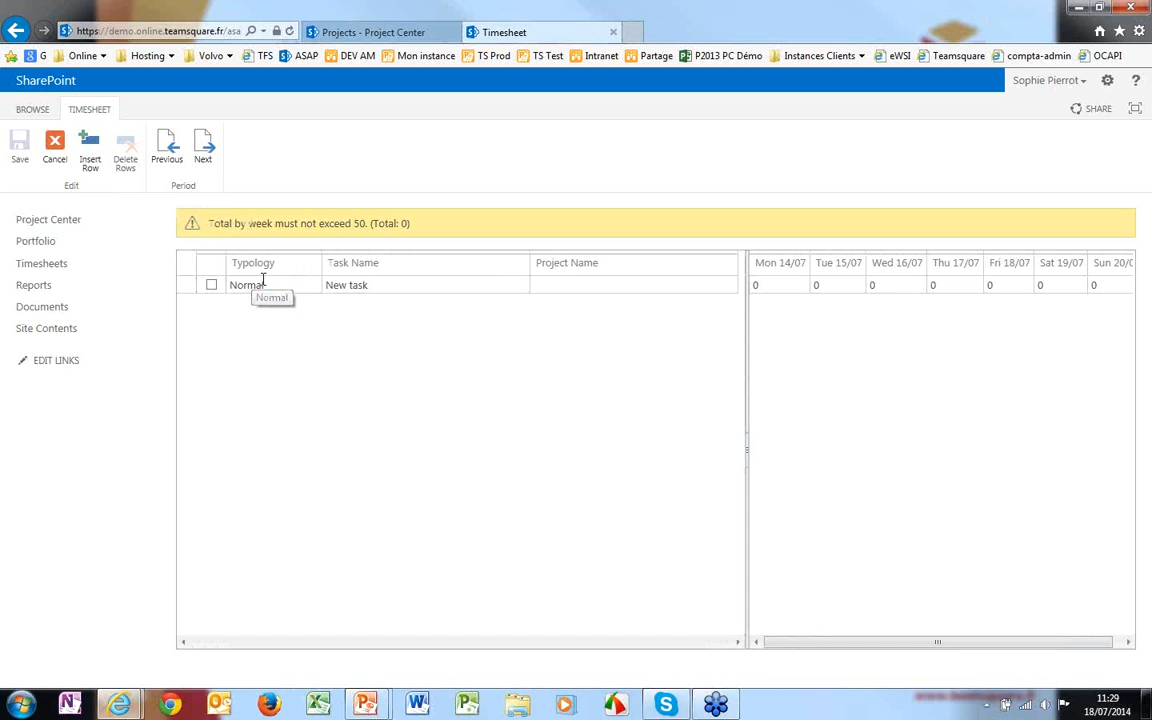 https://demo.online.teamsquare.fr/asa
Projects - Project Center
Timesheet
G Online Hosting Volvo TFS ASAP DEV AM Mon instance TS Prod TS Test Intranet Partage P2013 PC Démo Instances Clients eWSI Teamsquare compta-admin OCAPI
SharePoint
Sophie Pierrot
?
BROWSE TIMESHEET
SHARE
Save Cancel Insert Row Delete Rows Previous Next
Edit Period
Project Center
Portfolio
Timesheets
Reports
Documents
Site Contents
EDIT LINKS
Total by week must not exceed 50. (Total: 0)
Typology Task Name Project Name Mon 14/07 Tue 15/07 Wed 16/07 Thu 17/07 Fri 18/07 Sat 19/07 Sun 20/0
Normal New task 0 0 0 0 0 0 0
Normal
11:29
18/07/2014